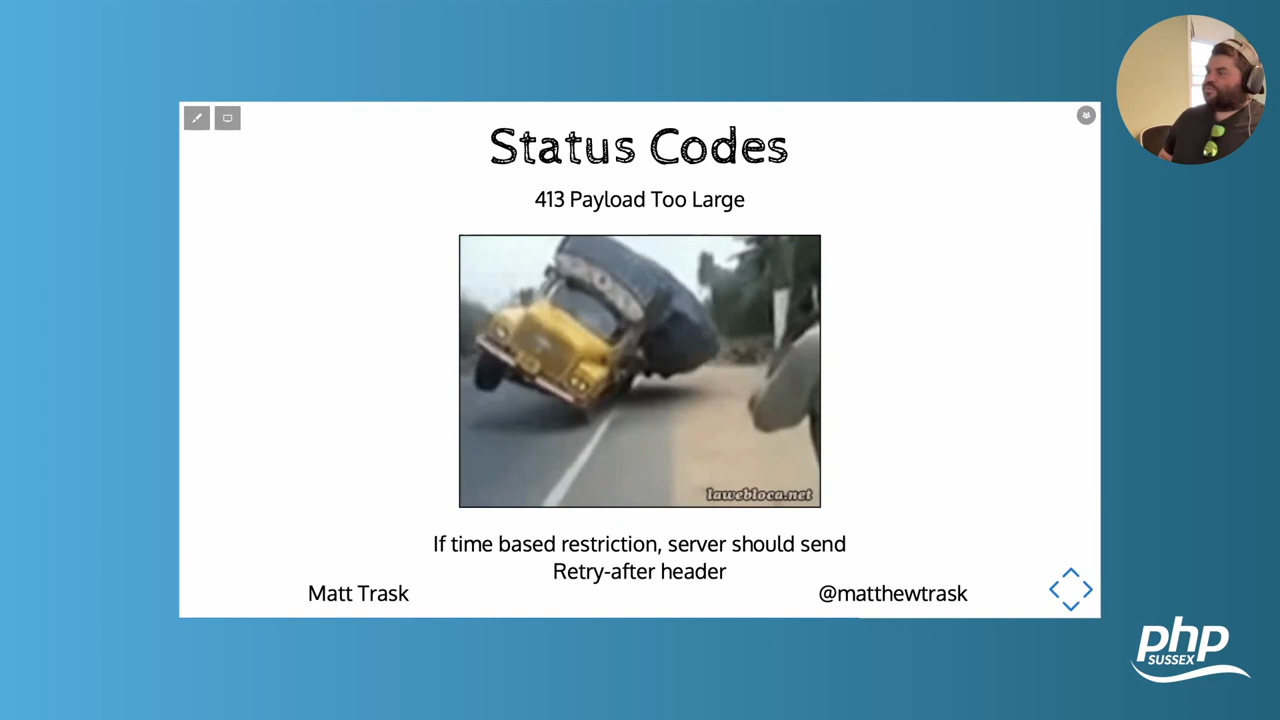 Status Codes
413 Payload Too Large
lawebloca.net
If time based restriction, server should send
Retry-after header
Matt Trask
@matthewtrask
php
SUSSEX